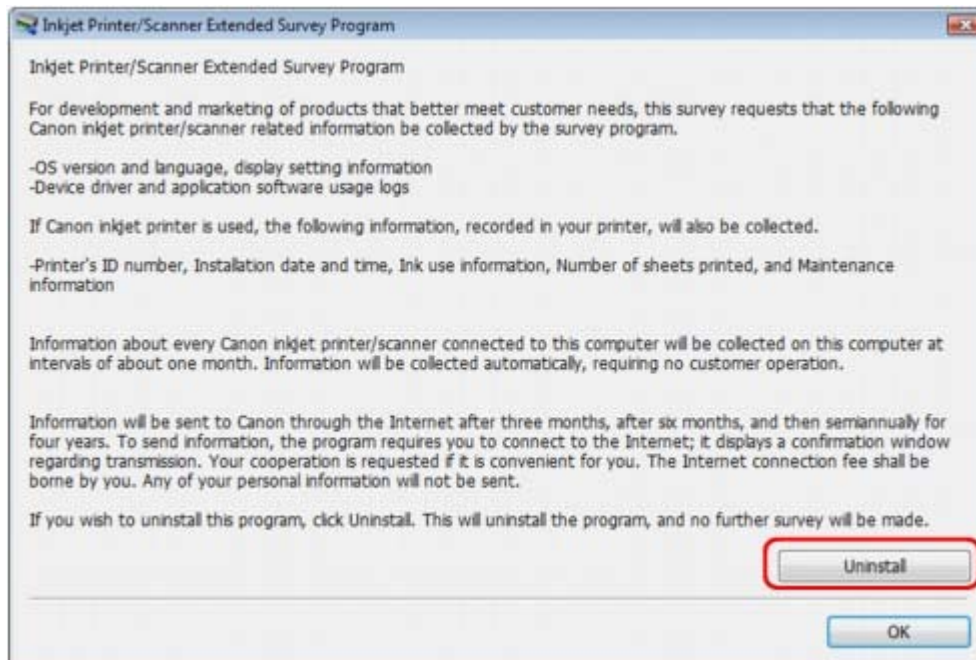 Inkjet Printer/Scanner Extended Survey Program
Inkjet Printer/Scanner Extended Survey Program
For development and marketing of products that better meet customer needs, this survey requests that the following
Canon inkjet printer/scanner related information be collected by the survey program.
-OS version and language, display setting information
-Device driver and application software usage logs
If Canon inkjet printer is used, the following information, recorded in your printer, will also be collected.
-Printer's ID number, Installation date and time, Ink use information, Number of sheets printed, and Maintenance
information
Information about every Canon inkjet printer/scanner connected to this computer will be collected on this computer at
intervals of about one month. Information will be collected automatically, requiring no customer operation.
Information will be sent to Canon through the Internet after three months, after six months, and then semiannually for
four years. To send information, the program requires you to connect to the Internet; it displays a confirmation window
regarding transmission. Your cooperation is requested if it is convenient for you. The Internet connection fee shall be
borne by you. Any of your personal information will not be sent.
If you wish to uninstall this program, click Uninstall. This will uninstall the program, and no further survey will be made.
Uninstall
OK